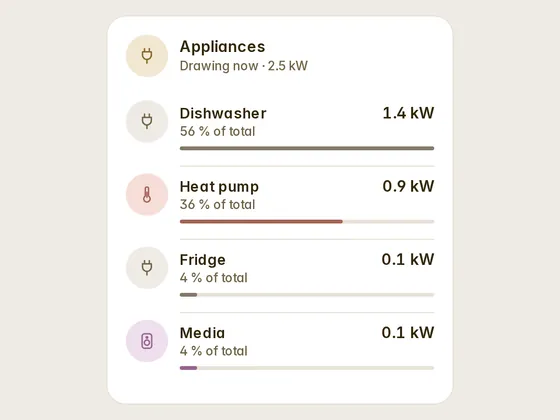 Appliances
Drawing now · 2.5 kW
Dishwasher 1.4 kW
56 % of total
Heat pump 0.9 kW
36 % of total
Fridge 0.1 kW
4 % of total
Media 0.1 kW
4 % of total